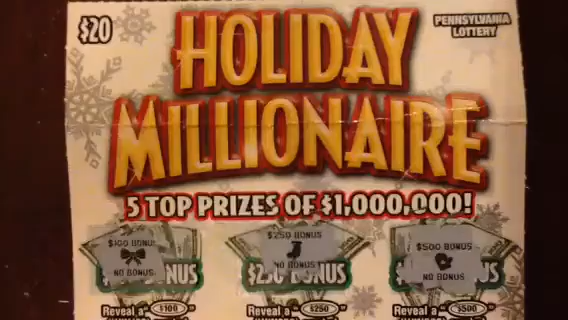 $20
PENNSYLVANIA
LOTTERY
HOLIDAY
MILLIONAIRE
5 TOP PRIZES OF $1,000,000!
$100 BONUS
NO BONUS
$250 BONUS
NO BONUS
$500 BONUS
NO BONUS
Reveal a $100
Reveal a $250
Reveal a $500